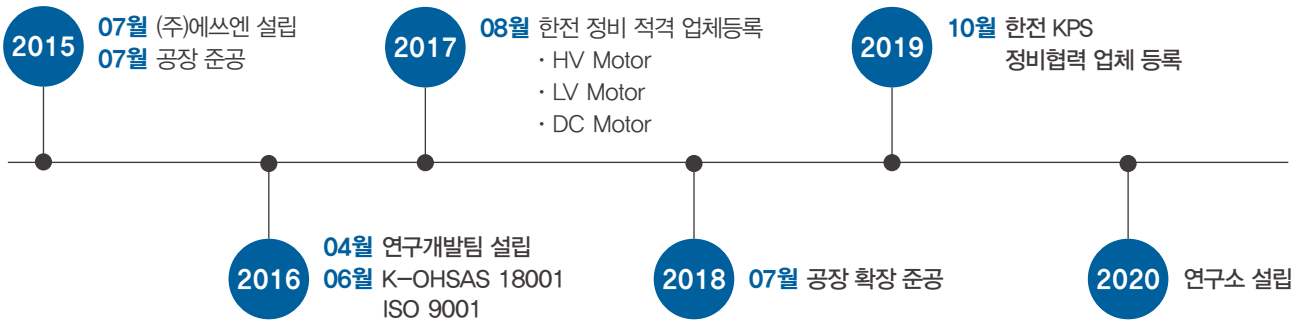 2015
07월 (주)에쓰엔 설립
07월 공장 준공
2017
08월 한전 정비 적격 업체등록
· HV Motor
· LV Motor
· DC Motor
2019
10월 한전 KPS
정비협력 업체 등록
2016
04월 연구개발팀 설립
06월 K-OHSAS 18001
ISO 9001
2018
07월 공장 확장 준공
2020
연구소 설립